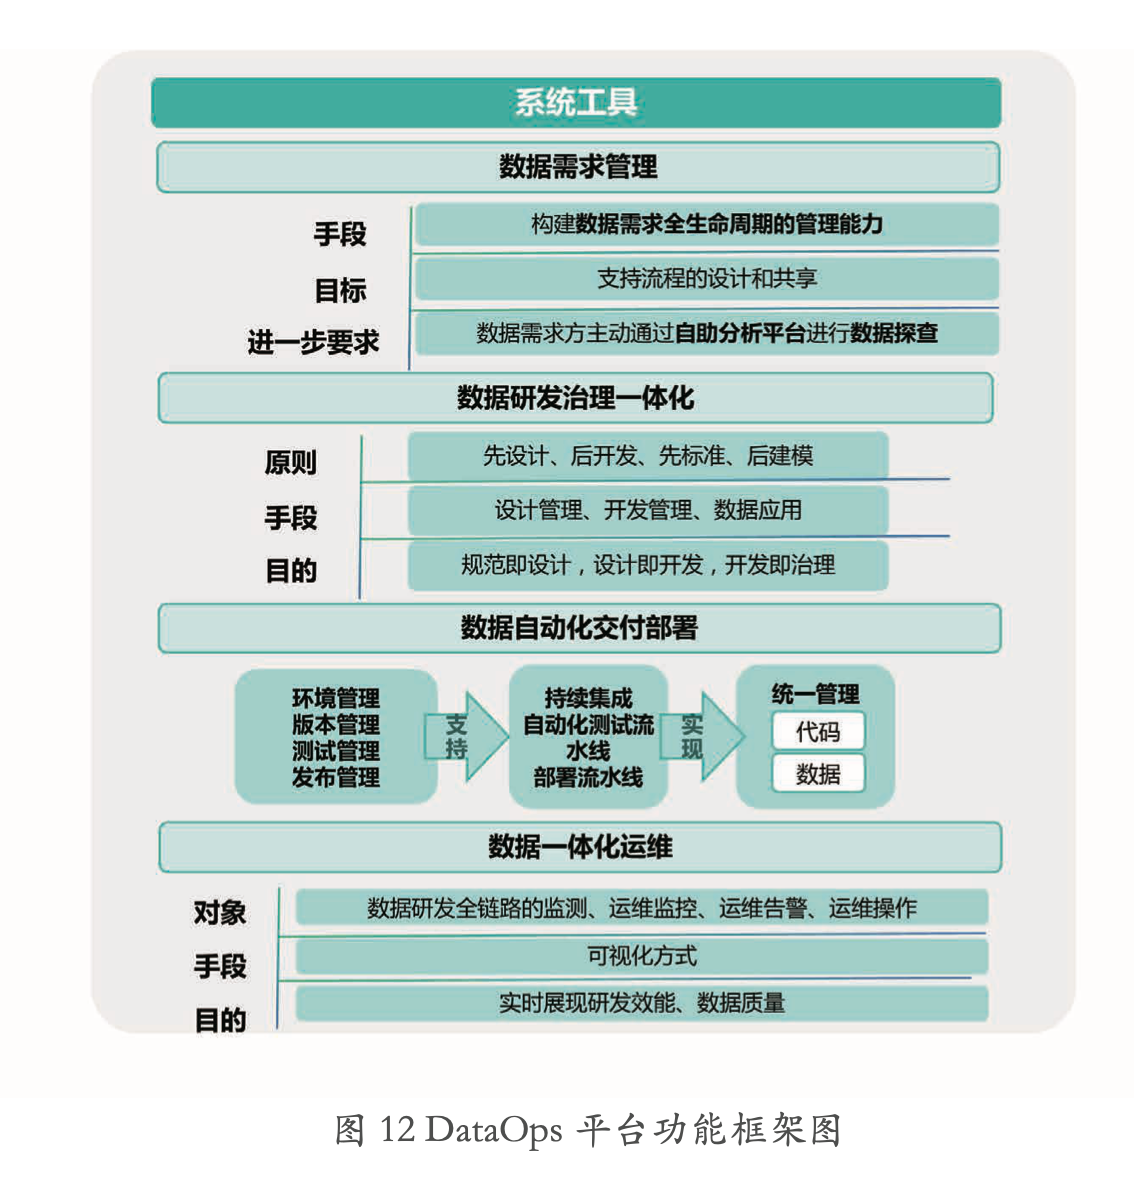 系统工具
数据需求管理
手段
构建数据需求全生命周期的管理能力
目标
支持流程的设计和共享
进一步要求
数据需求方主动通过自助分析平台进行数据探查
数据研发治理一体化
原则
先设计、后开发、先标准、后建模
手段
设计管理、开发管理、数据应用
目的
规范即设计，设计即开发，开发即治理
数据自动化交付部署
环境管理
版本管理
测试管理
发布管理
支
持
持续集成
自动化测试流
水线
部署流水线
实
现
统一管理
代码
数据
数据一体化运维
对象
数据研发全链路的监测、运维监控、运维告警、运维操作
手段
可视化方式
目的
实时展现研发效能、数据质量
图 12 DataOps 平台功能框架图